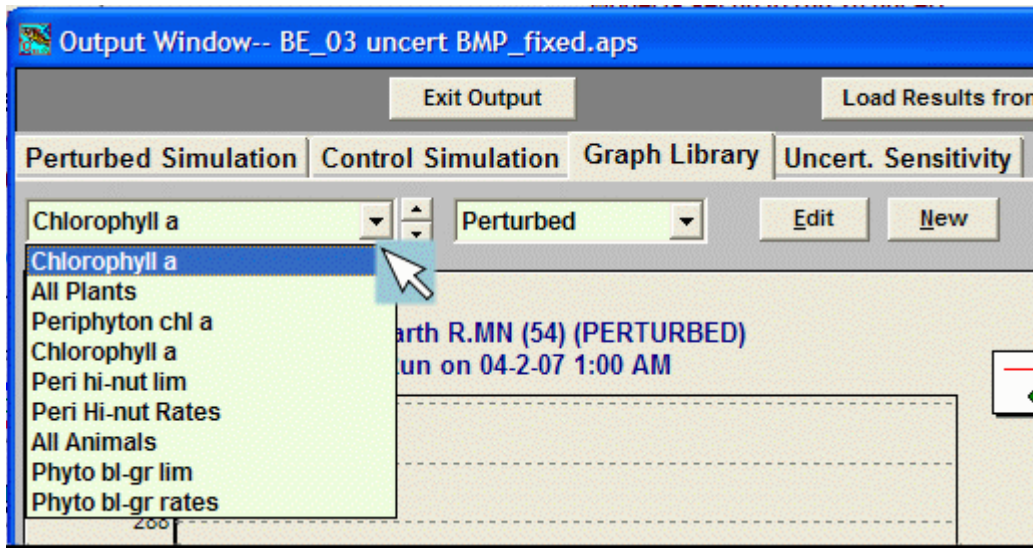 Output Window-- BE_03 uncert BMP_fixed.aps
Exit Output
Load Results from
Perturbed Simulation
Control Simulation
Graph Library
Uncert. Sensitivity
Chlorophyll a
Perturbed
Edit
New
Chlorophyll a
All Plants
Periphyton chl a
Chlorophyll a
Peri hi-nut lim
Peri Hi-nut Rates
All Animals
Phyto bl-gr lim
Phyto bl-gr rates
arth R.MN (54) (PERTURBED)
un on 04-2-07 1:00 AM
288